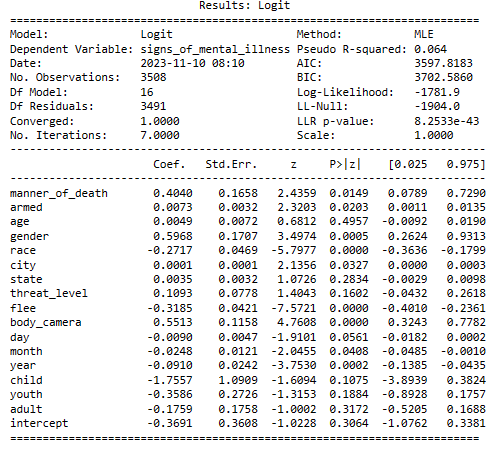 Results: Logit
Model: Logit Method: MLE
Dependent Variable: signs_of_mental_illness Pseudo R-squared: 0.064
Date: 2023-11-10 08:10 AIC: 3597.8183
No. Observations: 3508 BIC: 3702.5860
Df Model: 16 Log-Likelihood: -1781.9
Df Residuals: 3491 LL-Null: -1904.0
Converged: 1.0000 LLR p-value: 8.2533e-43
No. Iterations: 7.0000 Scale: 1.0000
Coef. Std.Err. z P>|z| [0.025 0.975]
manner_of_death 0.4040 0.1658 2.4359 0.0149 0.0789 0.7290
armed 0.0073 0.0032 2.3203 0.0203 0.0011 0.0135
age 0.0049 0.0072 0.6812 0.4957 -0.0092 0.0190
gender 0.5968 0.1707 3.4974 0.0005 0.2624 0.9313
race -0.2717 0.0469 -5.7977 0.0000 -0.3636 -0.1799
city 0.0001 0.0001 2.1356 0.0327 0.0000 0.0003
state 0.0035 0.0032 1.0726 0.2834 -0.0029 0.0098
threat_level 0.1093 0.0778 1.4043 0.1602 -0.0432 0.2618
flee -0.3185 0.0421 -7.5721 0.0000 -0.4010 -0.2361
body_camera 0.5513 0.1158 4.7608 0.0000 0.3243 0.7782
day -0.0090 0.0047 -1.9101 0.0561 -0.0182 0.0002
month -0.0248 0.0121 -2.0455 0.0408 -0.0485 -0.0010
year -0.0910 0.0242 -3.7530 0.0002 -0.1385 -0.0435
child -1.7557 1.0909 -1.6094 0.1075 -3.8939 0.3824
youth -0.3586 0.2726 -1.3153 0.1884 -0.8928 0.1757
adult -0.1759 0.1758 -1.0002 0.3172 -0.5205 0.1688
intercept -0.3691 0.3608 -1.0228 0.3064 -1.0762 0.3381